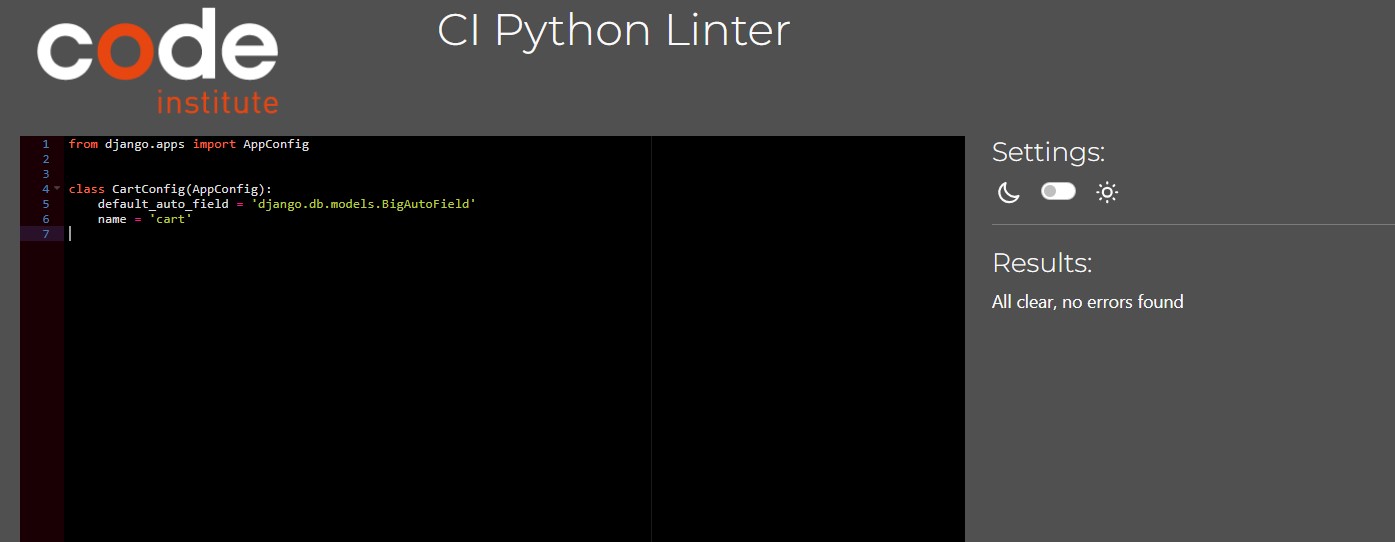 code
institute
CI Python Linter
1 from django.apps import AppConfig
2
3
4 class CartConfig(AppConfig):
5     default_auto_field = 'django.db.models.BigAutoField'
6     name = 'cart'
7
Settings:
Results:
All clear, no errors found